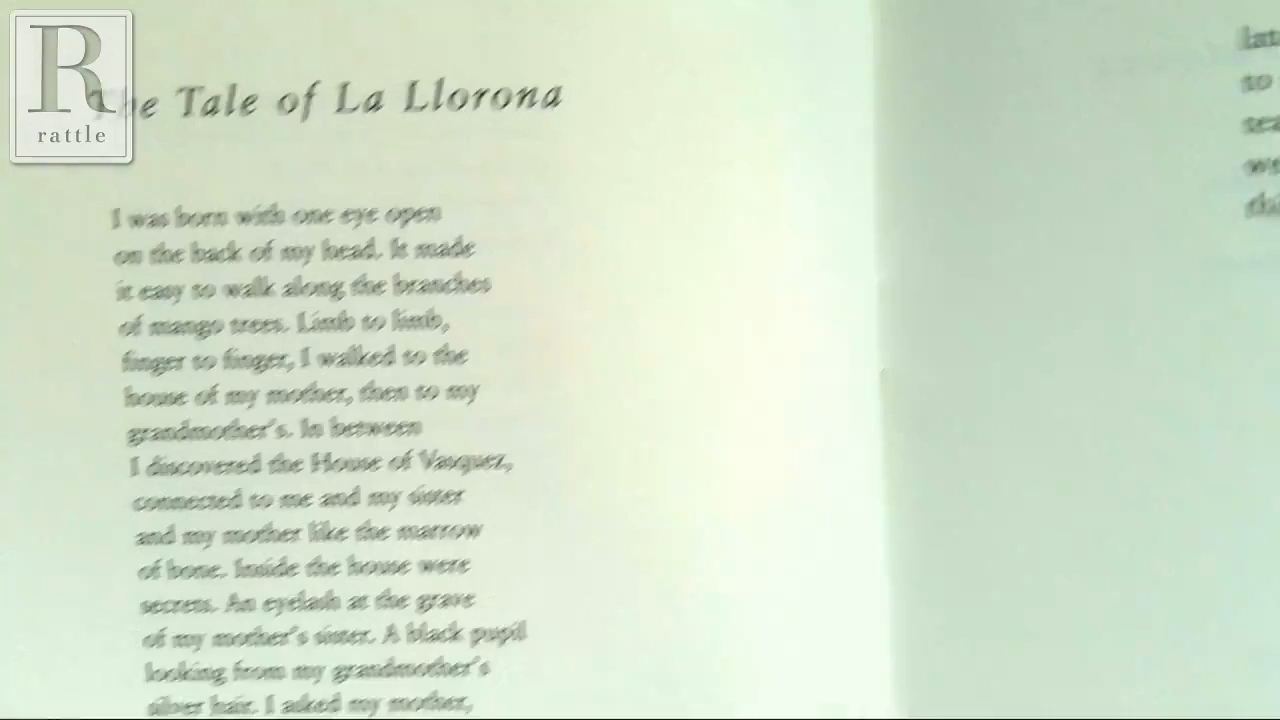 R
rattle
The Tale of La Llorona
I was born with one eye open
on the back of my head. It made
it easy to walk along the branches
of mango trees. Limb to limb,
finger to finger, I walked to the
house of my mother, then to my
grandmother's. In between
I discovered the House of Vasquez,
connected to me and my sister
and my mother like the marrow
of bone. Inside the house were
secrets. An eyelash at the grave
of my mother's sister. A black pupil
looking from my grandmother's
silver hair. I asked my mother,
to